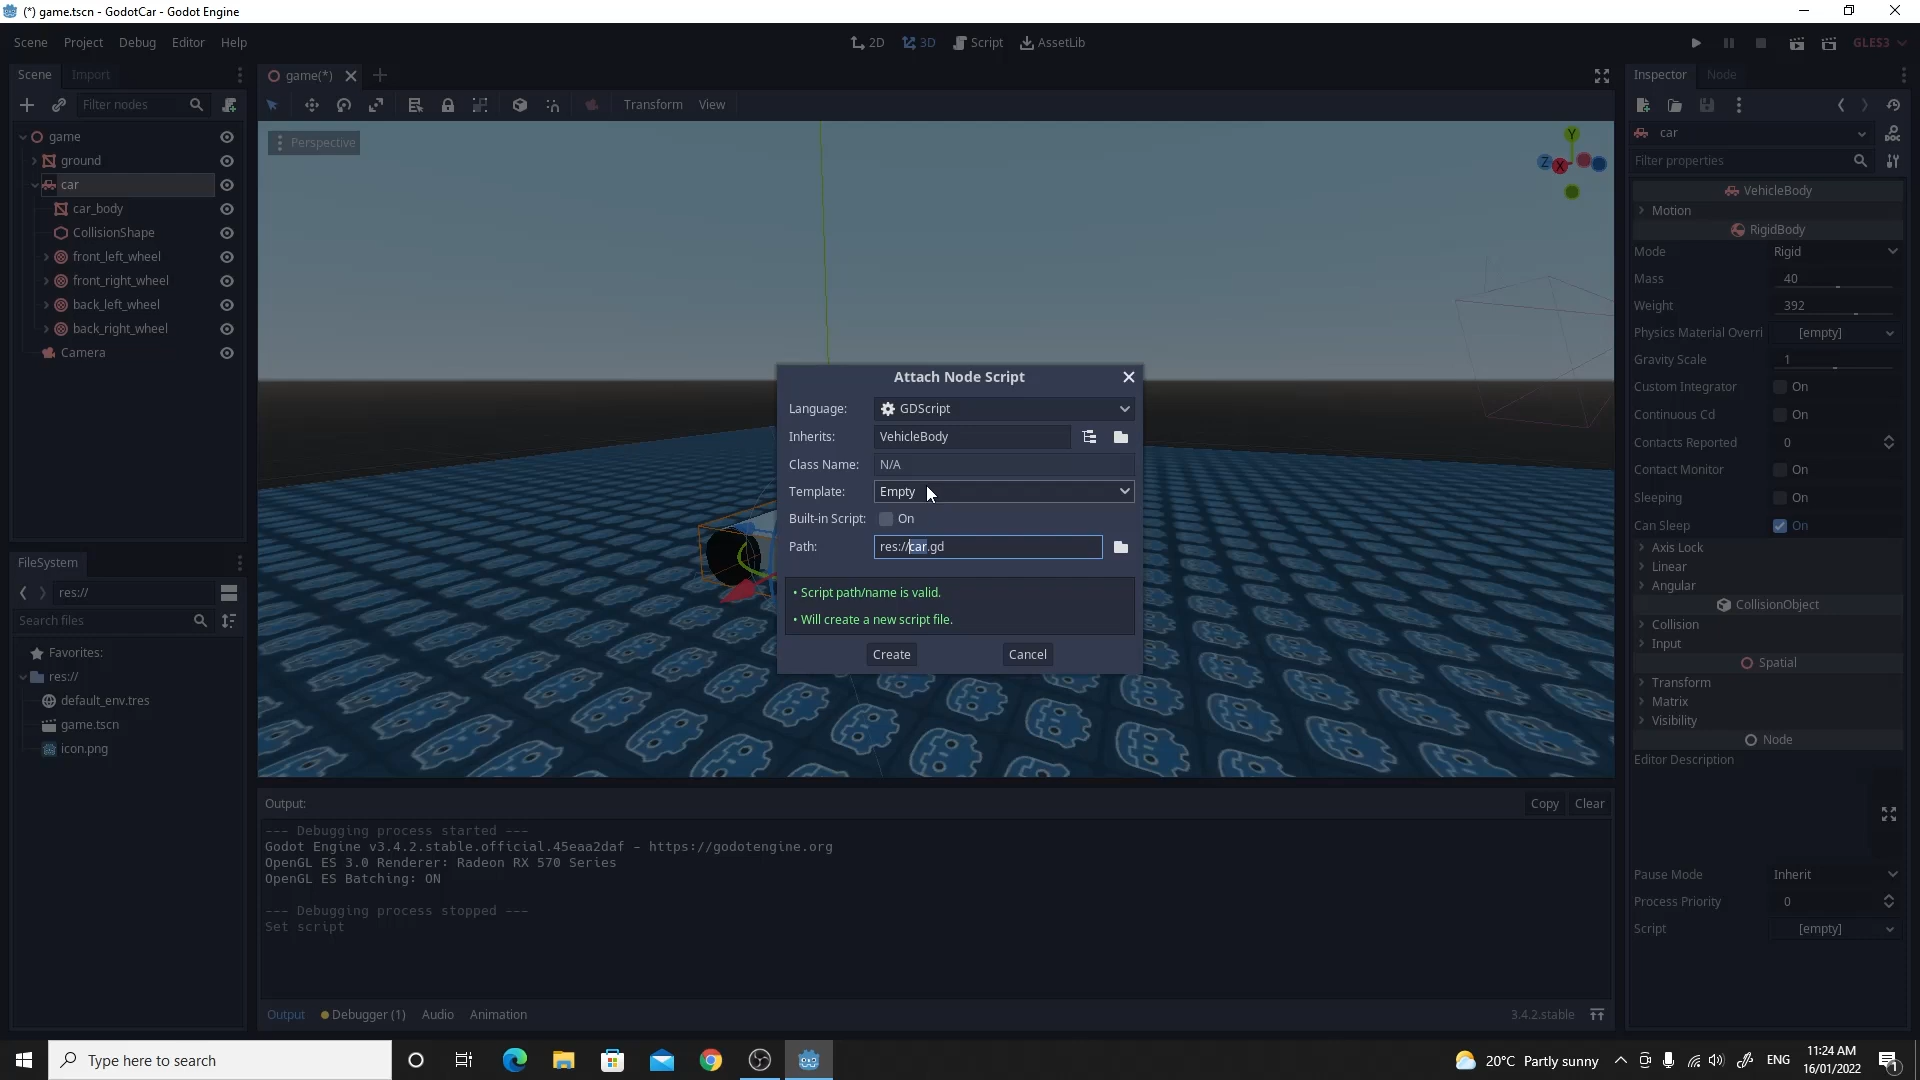 (*) game.tscn - GodotCar - Godot Engine
Scene Project Debug Editor Help
2D 3D Script AssetLib
GLES3
Scene Import
game(*)
Inspector Node
Filter nodes
Transform View
game
ground
car
car_body
CollisionShape
front_left_wheel
front_right_wheel
back_left_wheel
back_right_wheel
Camera
Perspective
Y
Z
X
FileSystem
res://
Search files
Favorites:
res://
default_env.tres
game.tscn
icon.png
Attach Node Script
Language: GDScript
Inherits: VehicleBody
Class Name: N/A
Template: Empty
Built-in Script: On
Path: res://car.gd
• Script path/name is valid.
• Will create a new script file.
Create Cancel
car
Filter properties
VehicleBody
Motion
RigidBody
Mode Rigid
Mass 40
Weight 392
Physics Material Overri [empty]
Gravity Scale 1
Custom Integrator On
Continuous Cd On
Contacts Reported 0
Contact Monitor On
Sleeping On
Can Sleep On
Axis Lock
Linear
Angular
CollisionObject
Collision
Input
Spatial
Transform
Matrix
Visibility
Node
Editor Description
Pause Mode Inherit
Process Priority 0
Script [empty]
Output: Copy Clear
--- Debugging process started ---
Godot Engine v3.4.2.stable.official.45eaa2daf - https://godotengine.org
OpenGL ES 3.0 Renderer: Radeon RX 570 Series
OpenGL ES Batching: ON
--- Debugging process stopped ---
Set script
Output Debugger (1) Audio Animation 3.4.2.stable
Type here to search
20°C Partly sunny
ENG
11:24 AM
16/01/2022
1